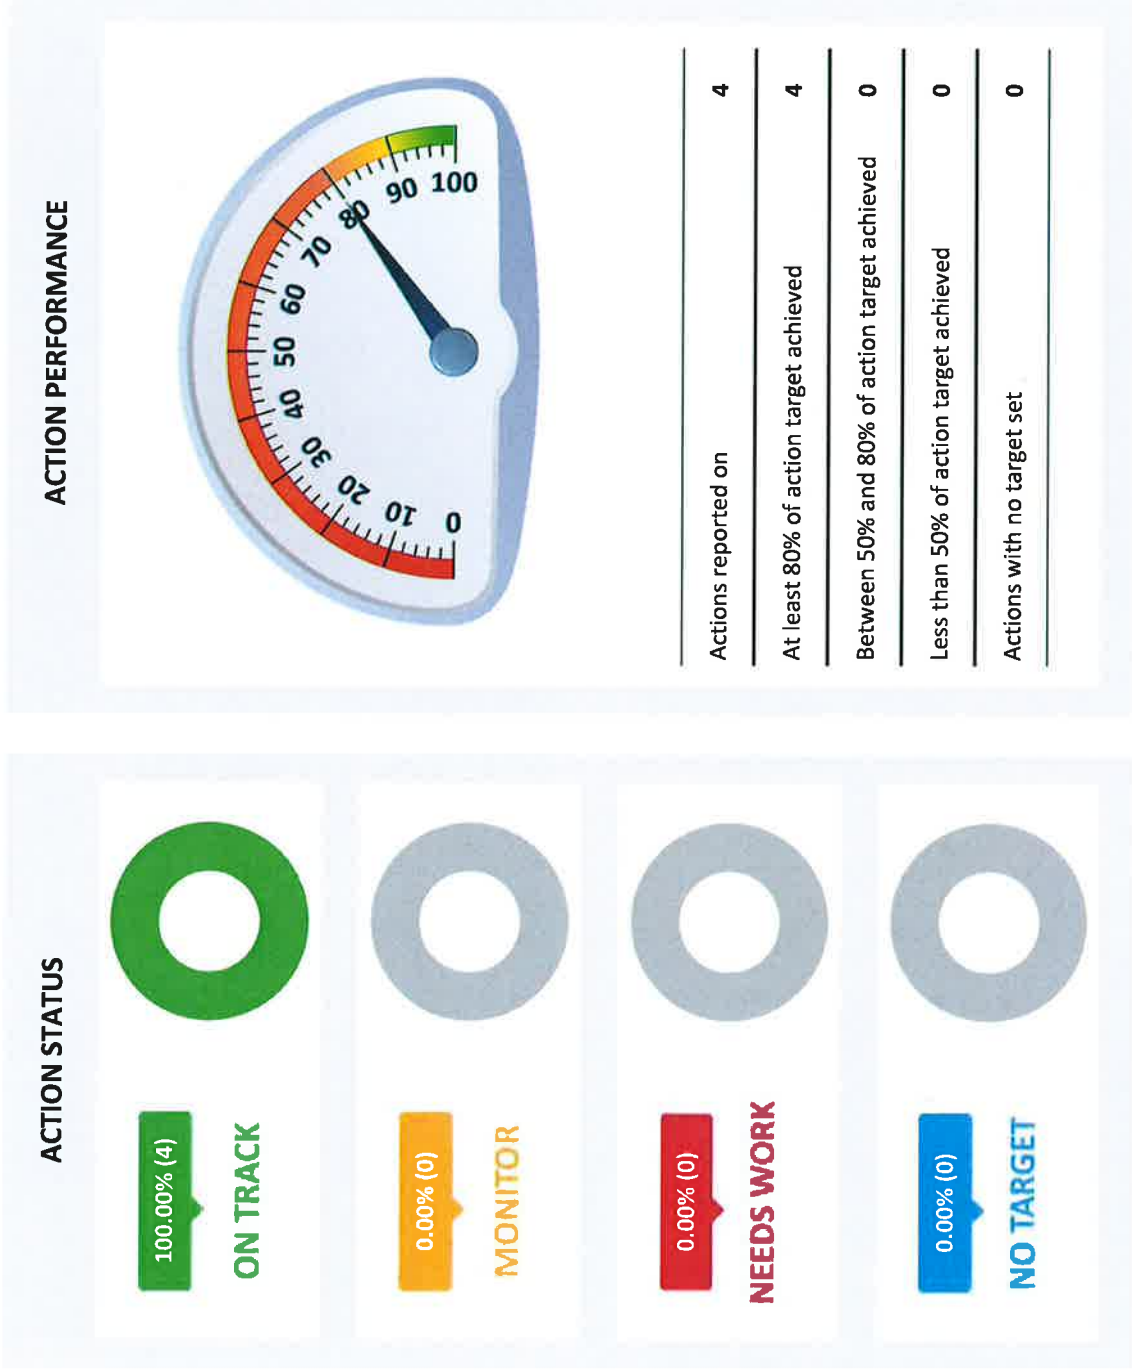 ACTION STATUS
100.00% (4)
ON TRACK
0.00% (0)
MONITOR
0.00% (0)
NEEDS WORK
0.00% (0)
NO TARGET
ACTION PERFORMANCE
0
10
20
30
40
50
60
70
80
90
100
Actions reported on 4
At least 80% of action target achieved 4
Between 50% and 80% of action target achieved 0
Less than 50% of action target achieved 0
Actions with no target set 0